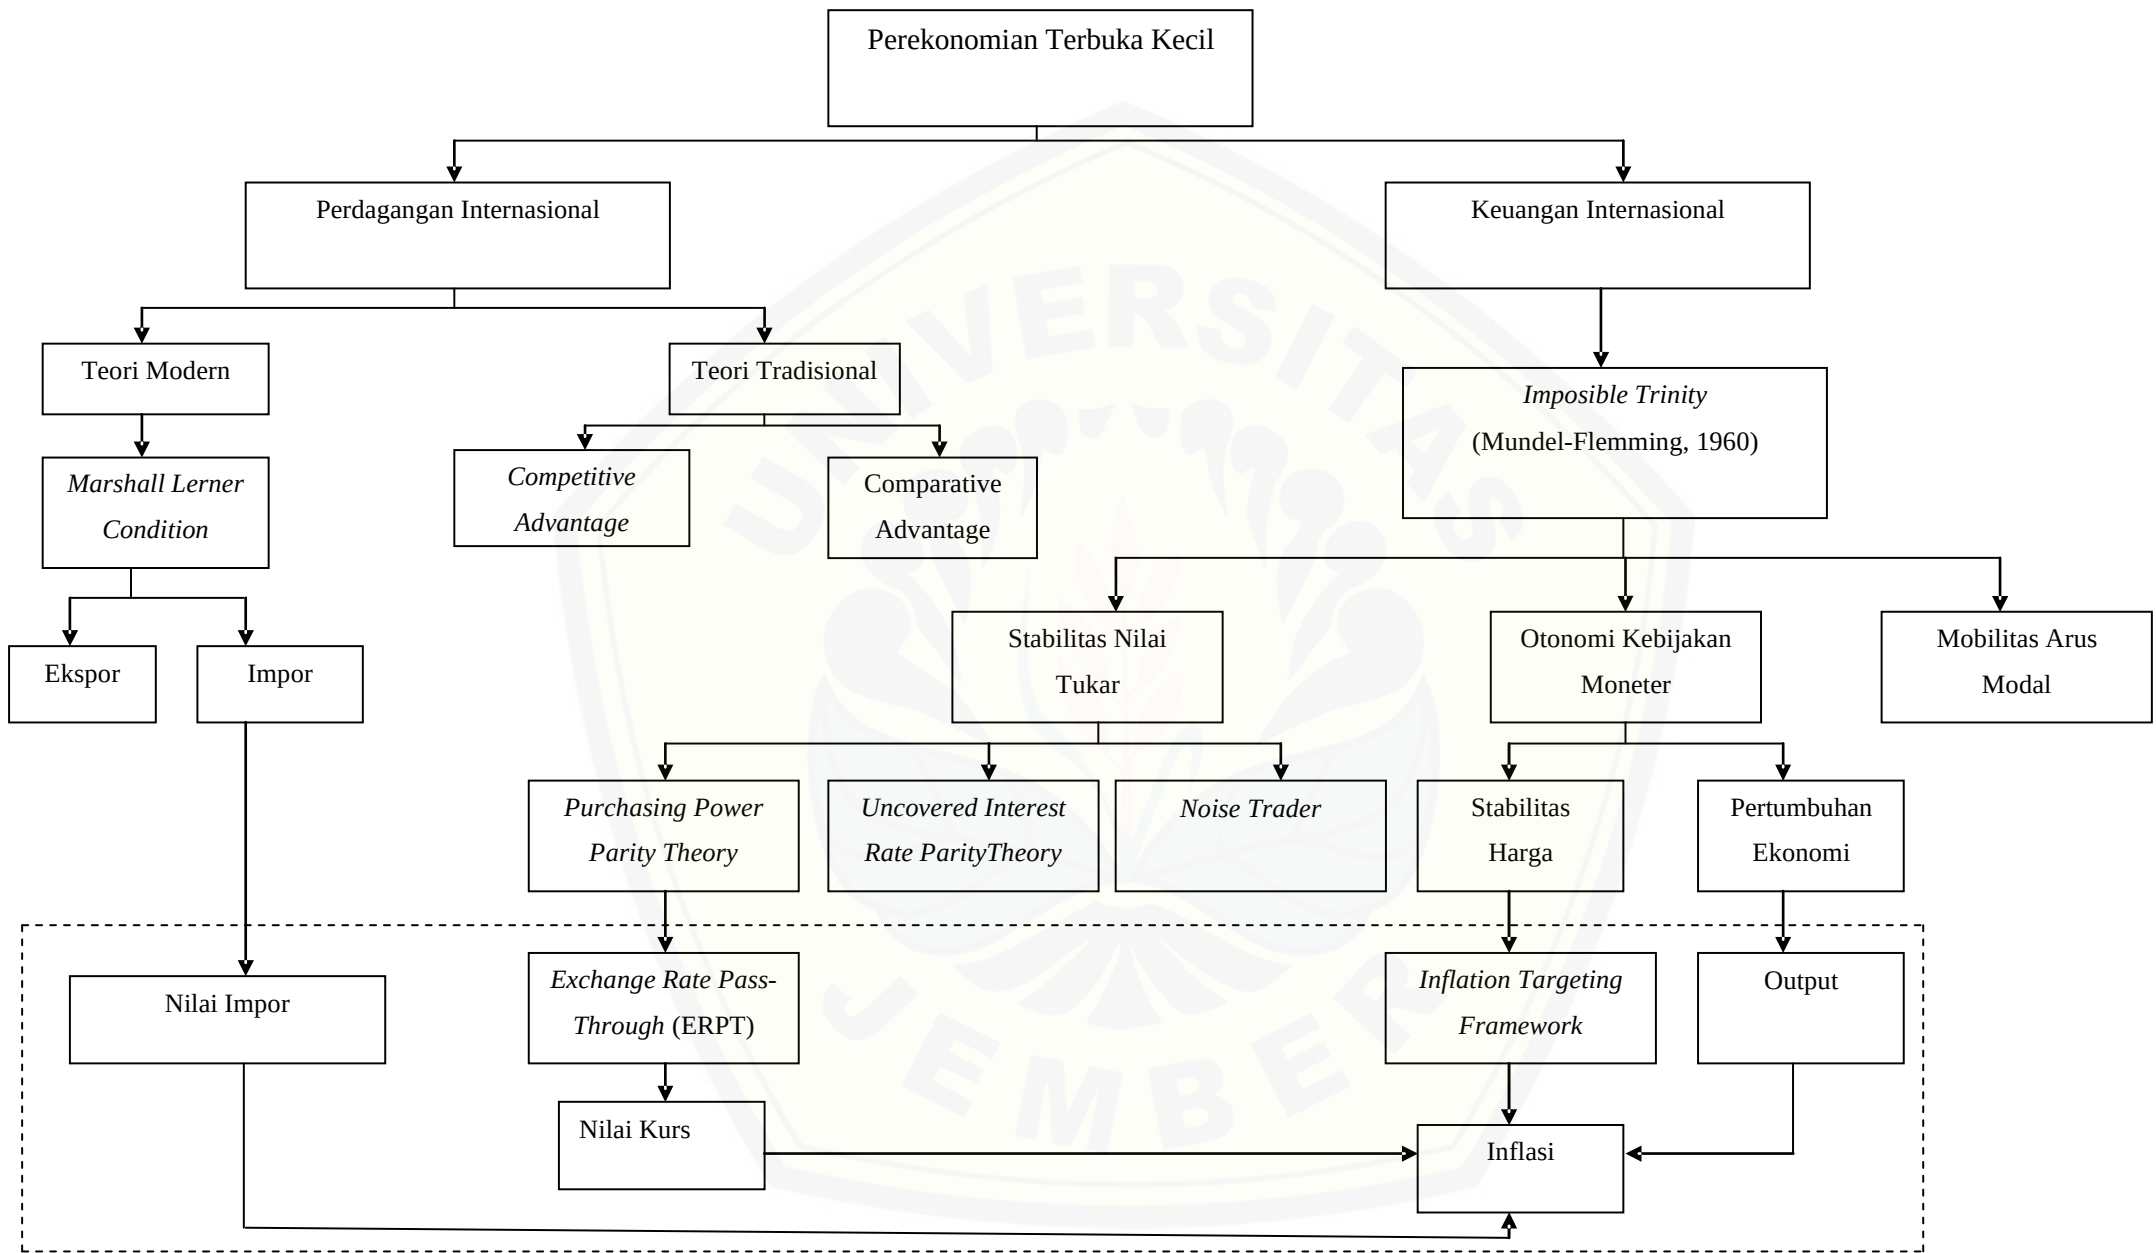 Perekonomian Terbuka Kecil
Perdagangan Internasional
Keuangan Internasional
Teori Modern
Teori Tradisional
Imposible Trinity
(Mundel-Flemming, 1960)
Marshall Lerner
Condition
Competitive
Advantage
Comparative
Advantage
Ekspor
Impor
Stabilitas Nilai
Tukar
Otonomi Kebijakan
Moneter
Mobilitas Arus
Modal
Purchasing Power
Parity Theory
Uncovered Interest
Rate ParityTheory
Noise Trader
Stabilitas
Harga
Pertumbuhan
Ekonomi
Nilai Impor
Exchange Rate Pass-
Through (ERPT)
Inflation Targeting
Framework
Output
Nilai Kurs
Inflasi
UNIVERSITAS
JEMBER